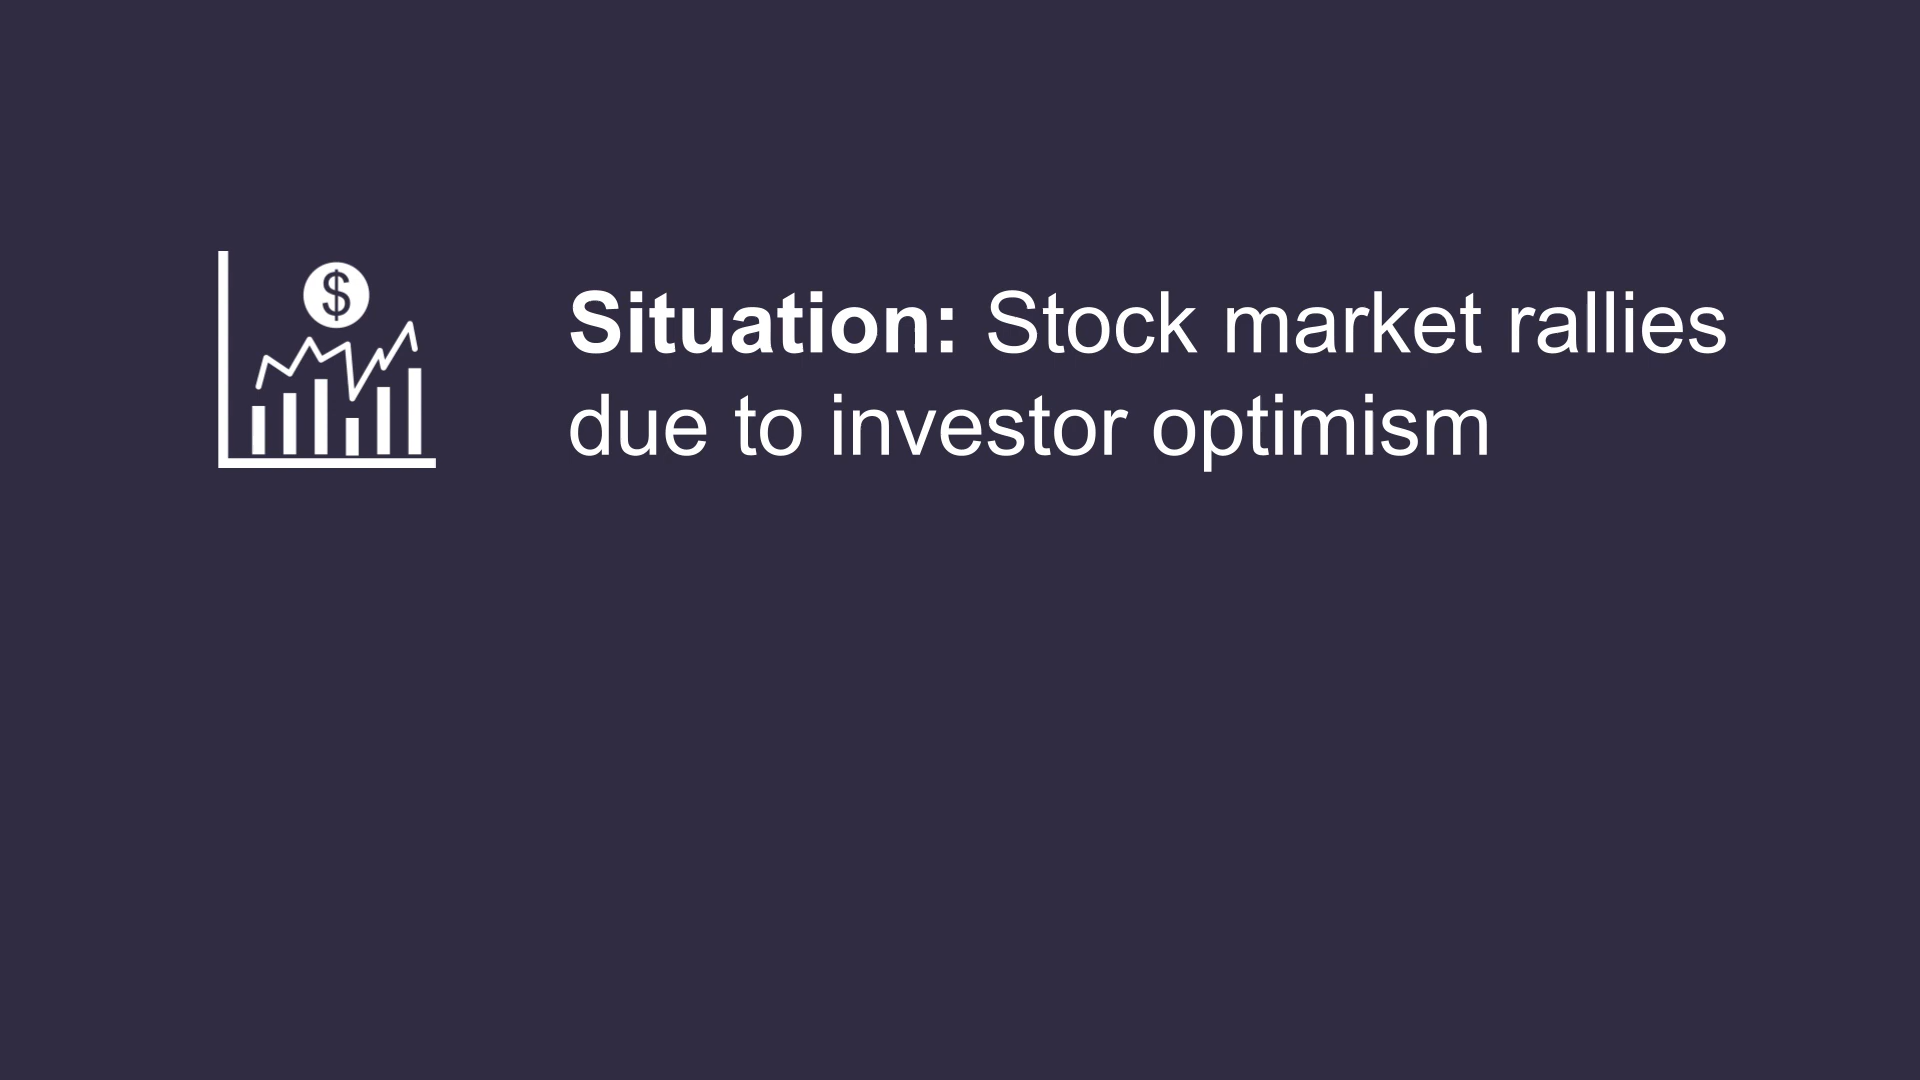 $
Situation: Stock market rallies
due to investor optimism